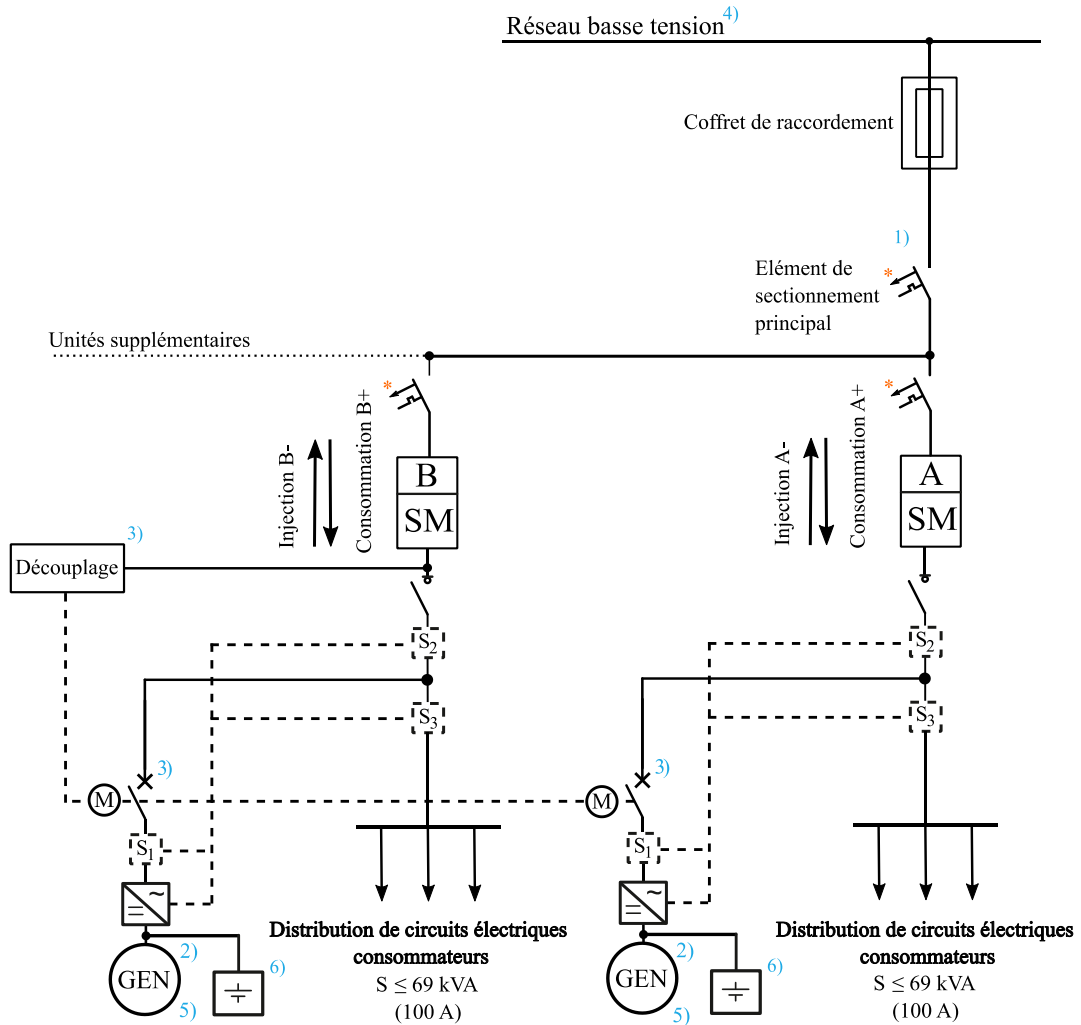 Réseau basse tension 4)
Coffret de raccordement
1)
*
Elément de
sectionnement
principal
Unités supplémentaires
*
*
Injection B-
Consommation B+
B
SM
Injection A-
Consommation A+
A
SM
3)
Découplage
S2
S2
S3
S3
3)
3)
M
M
S1
S1
~
=
~
=
Distribution de circuits électriques
consommateurs
S ≤ 69 kVA
(100 A)
Distribution de circuits électriques
consommateurs
S ≤ 69 kVA
(100 A)
2)
GEN
5)
6)
2)
GEN
5)
6)